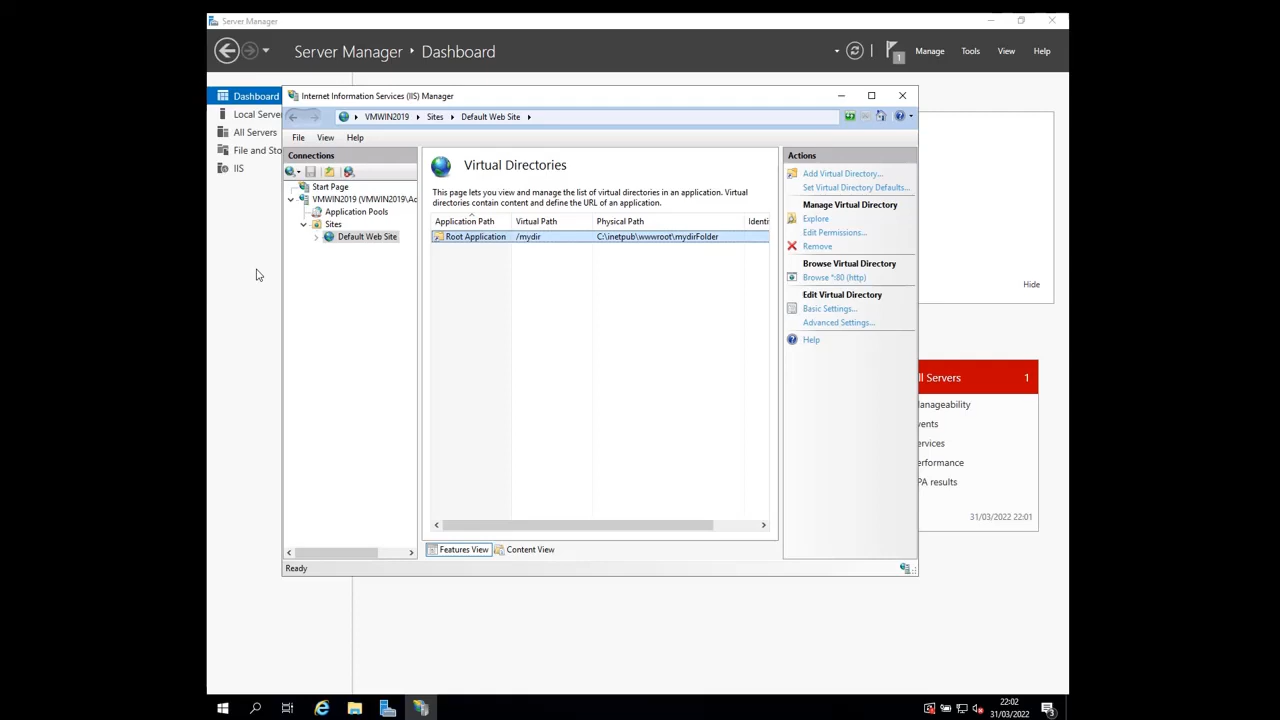 Server Manager
Server Manager • Dashboard
1
Manage
Tools
View
Help
Dashboard
Local Serve
All Servers
File and Sto
IIS
Internet Information Services (IIS) Manager
VMWIN2019
Sites
Default Web Site
File
View
Help
Connections
Start Page
VMWIN2019 (VMWIN2019\Ac
Application Pools
Sites
Default Web Site
Virtual Directories
This page lets you view and manage the list of virtual directories in an application. Virtual
directories contain content and define the URL of an application.
Application Path
Virtual Path
Physical Path
Identi
Root Application
/mydir
C:\inetpub\wwwroot\mydirFolder
Features View
Content View
Actions
Add Virtual Directory...
Set Virtual Directory Defaults...
Manage Virtual Directory
Explore
Edit Permissions...
Remove
Browse Virtual Directory
Browse *:80 (http)
Edit Virtual Directory
Basic Settings...
Advanced Settings...
Help
Ready
Hide
ll Servers
1
anageability
vents
ervices
erformance
PA results
31/03/2022 22:01
22:02
31/03/2022
3